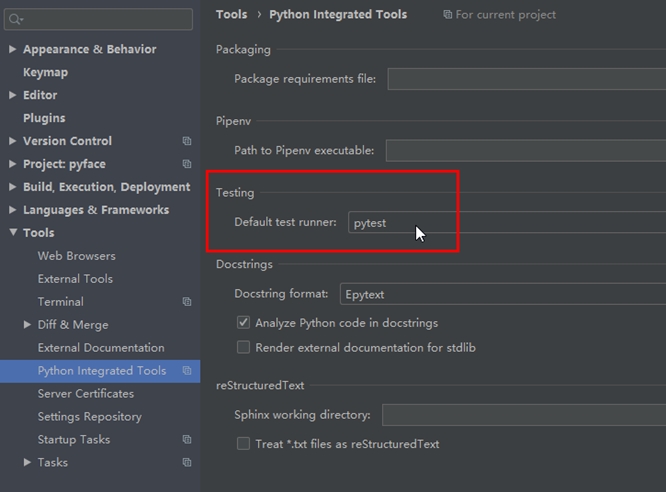 Appearance & Behavior
Keymap
Editor
Plugins
Version Control
Project: pyface
Build, Execution, Deployment
Languages & Frameworks
Tools
Web Browsers
External Tools
Terminal
Diff & Merge
External Documentation
Python Integrated Tools
Server Certificates
Settings Repository
Startup Tasks
Tasks
Tools › Python Integrated Tools For current project
Packaging
Package requirements file:
Pipenv
Path to Pipenv executable:
Testing
Default test runner: pytest
Docstrings
Docstring format: Epytext
Analyze Python code in docstrings
Render external documentation for stdlib
reStructuredText
Sphinx working directory:
Treat *.txt files as reStructuredText